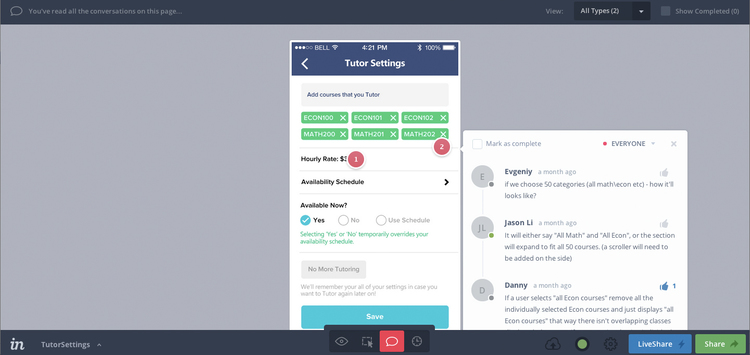 You've read all the conversations on this page...
View:
All Types (2)
Show Completed (0)
BELL
4:21 PM
100%
Tutor Settings
Add courses that you Tutor
ECON100 ECON101 ECON102
MATH200 MATH201 MATH202
2
Hourly Rate: $
1
Availability Schedule
Available Now?
Yes No Use Schedule
Selecting 'Yes' or 'No' temporarily overrides your
availability schedule.
No More Tutoring
We'll remember your all of your settings in case you
want to Tutor again later on!
Save
Mark as complete
EVERYONE
E
Evgeniy a month ago
if we choose 50 categories (all math\econ etc) - how it'll
looks like?
JL
Jason Li a month ago
It will either say "All Math" and "All Econ", or the section
will expand to fit all 50 courses. (a scroller will need to
be added on the side)
D
Danny a month ago
1
If a user selects "all Econ courses" remove all the
individually selected Econ courses and just displays "all
Econ courses" that way there isn't overlapping classes
in
TutorSettings
LiveShare
Share